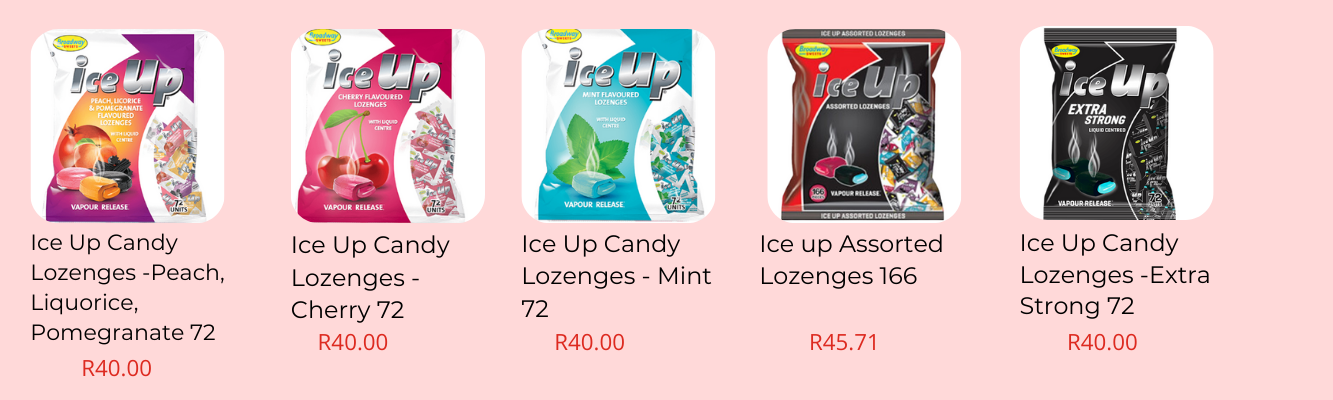 Broadway
SWEETS
ice Up
PEACH, LICORICE
& POMEGRANATE
FLAVOURED
LOZENGES
WITH LIQUID
CENTRE
72
UNITS
VAPOUR RELEASE
Ice Up Candy
Lozenges -Peach,
Liquorice,
Pomegranate 72
R40.00
Broadway
SWEETS
ice Up
CHERRY FLAVOURED
LOZENGES
WITH LIQUID
CENTRE
72
UNITS
VAPOUR RELEASE
Ice Up Candy
Lozenges -
Cherry 72
R40.00
Broadway
SWEETS
ice Up
MINT FLAVOURED
LOZENGES
WITH LIQUID
CENTRE
72
UNITS
VAPOUR RELEASE
Ice Up Candy
Lozenges - Mint
72
R40.00
ICE UP ASSORTED LOZENGES
Broadway
SWEETS
ice Up
ASSORTED LOZENGES
166
VAPOUR RELEASE
ICE UP ASSORTED LOZENGES
Ice up Assorted
Lozenges 166
R45.71
Broadway
SWEETS
ice Up
EXTRA
STRONG
LIQUID CENTRED
72
VAPOUR RELEASE
Ice Up Candy
Lozenges -Extra
Strong 72
R40.00